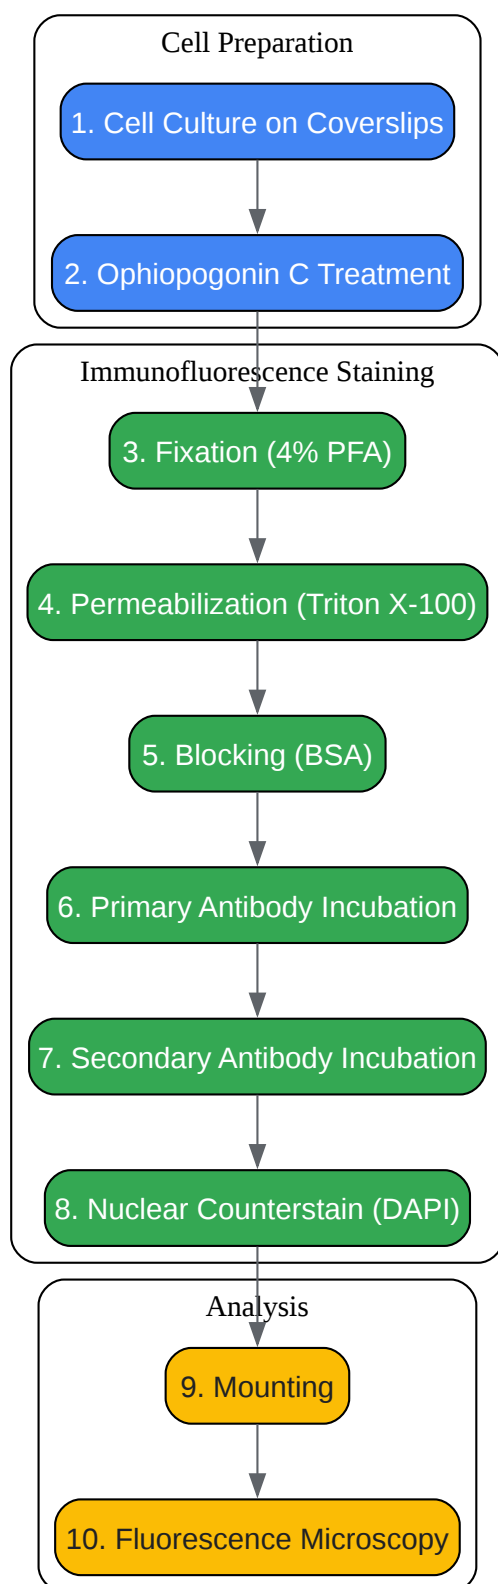 Cell Preparation
1. Cell Culture on Coverslips
2. Ophiopogonin C Treatment
Immunofluorescence Staining
3. Fixation (4% PFA)
4. Permeabilization (Triton X-100)
5. Blocking (BSA)
6. Primary Antibody Incubation
7. Secondary Antibody Incubation
8. Nuclear Counterstain (DAPI)
Analysis
9. Mounting
10. Fluorescence Microscopy